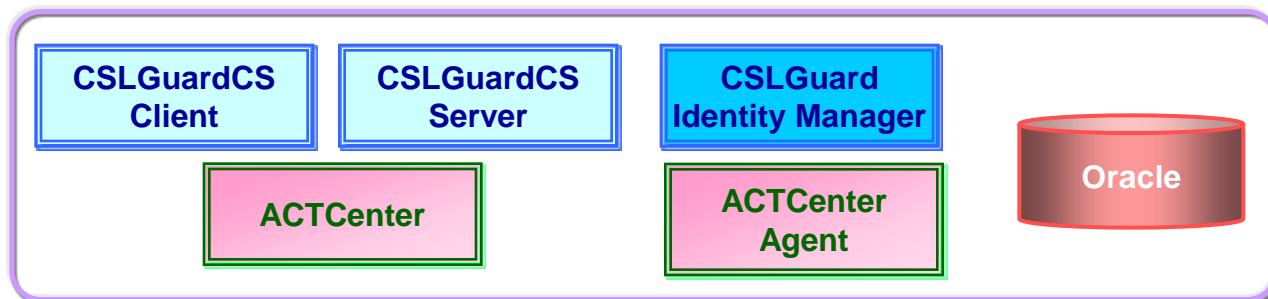 CSLGuardCS
Client
CSLGuardCS
Server
CSLGuard
Identity Manager
Oracle
ACTCenter
ACTCenter
Agent